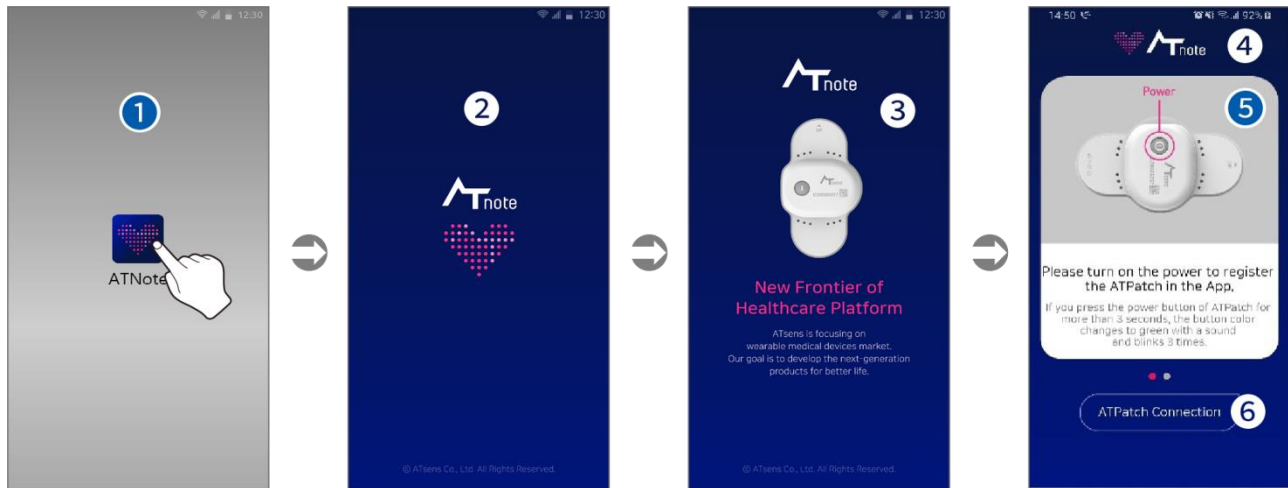 12:30
1
ATNote
12:30
2
ATnote
© ATsens Co., Ltd. All Rights Reserved.
12:30
ATnote
3
New Frontier of
Healthcare Platform
ATsens is focusing on
wearable medical devices market.
Our goal is to develop the next-generation
products for better life.
© ATsens Co., Ltd. All Rights Reserved.
14:50
92%
ATnote
4
Power
5
Please turn on the power to register
the ATPatch in the App.
If you press the power button of ATPatch for
more than 3 seconds, the button color
changes to green with a sound
and blinks 3 times.
ATPatch Connection
6